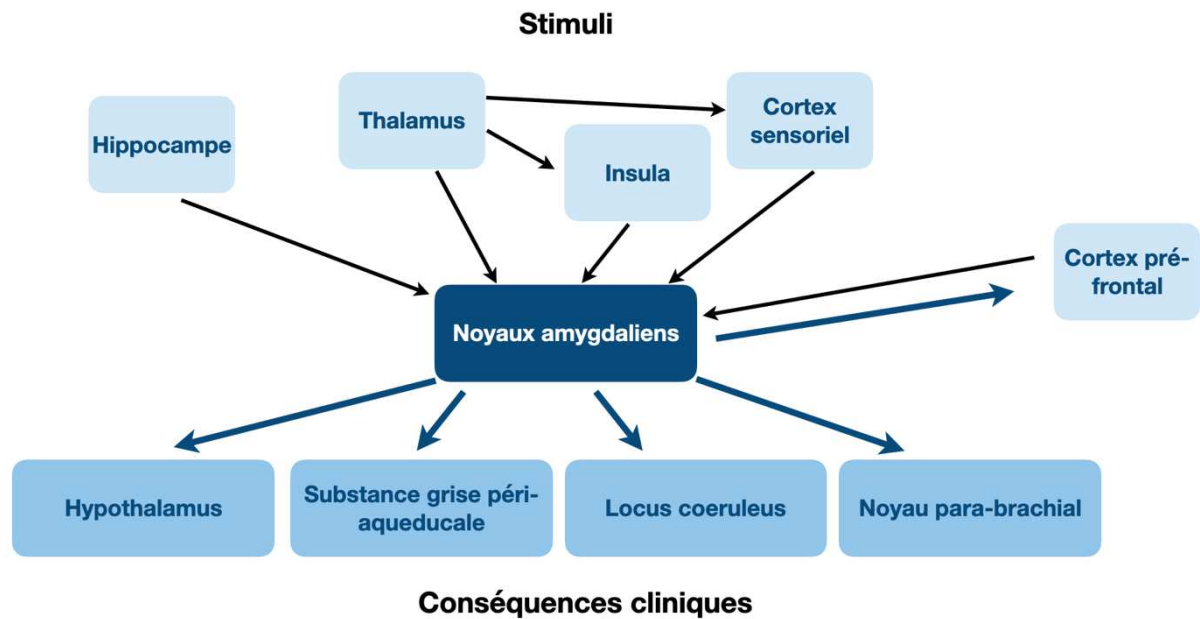 Stimuli
Hippocampe
Thalamus
Insula
Cortex
sensoriel
Cortex pré-
frontal
Noyaux amygdaliens
Hypothalamus
Substance grise péri-
aqueducale
Locus coeruleus
Noyau para-brachial
Conséquences cliniques